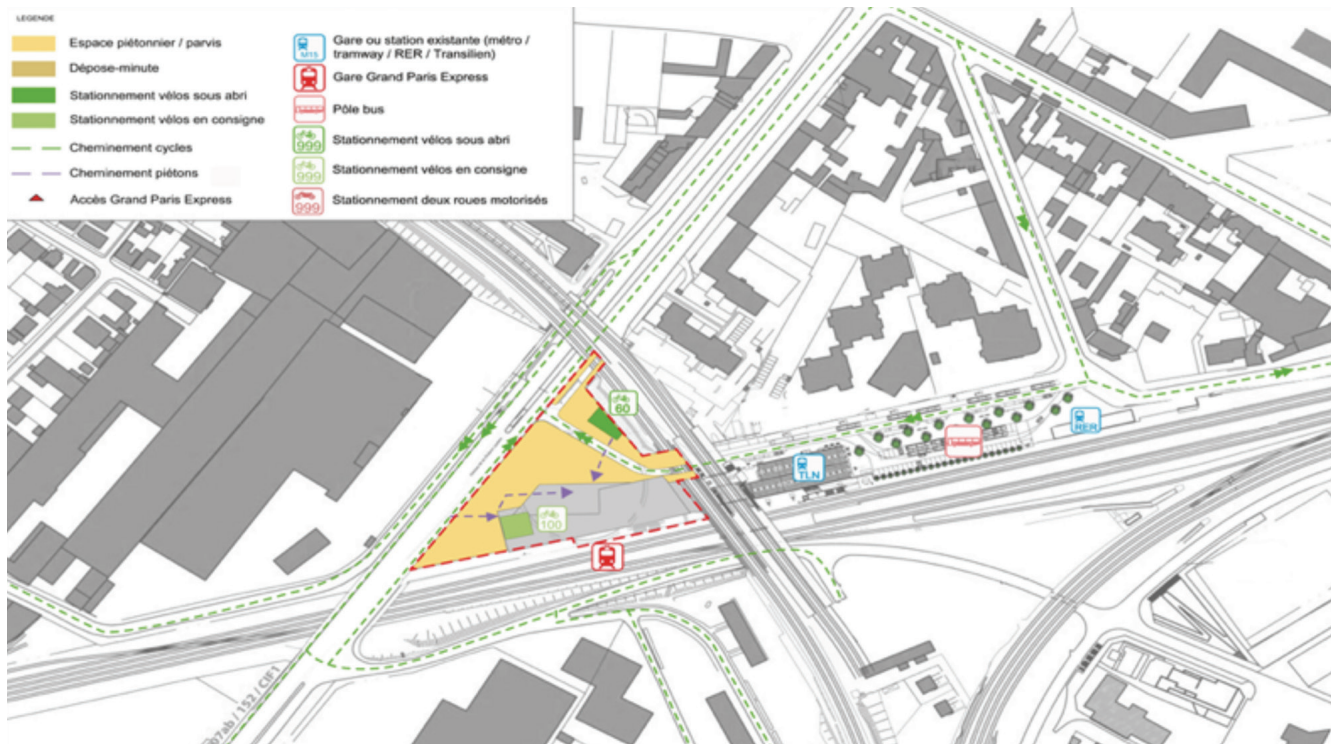 LEGENDE
Espace piétonnier / parvis
Dépose-minute
Stationnement vélos sous abri
Stationnement vélos en consigne
Cheminement cycles
Cheminement piétons
Accès Grand Paris Express
M15
Gare ou station existante (métro /
tramway / RER / Transilien)
Gare Grand Paris Express
Pôle bus
999
Stationnement vélos sous abri
999
Stationnement vélos en consigne
999
Stationnement deux roues motorisés
60
RER
TLN
100
/ 152 / CIF1